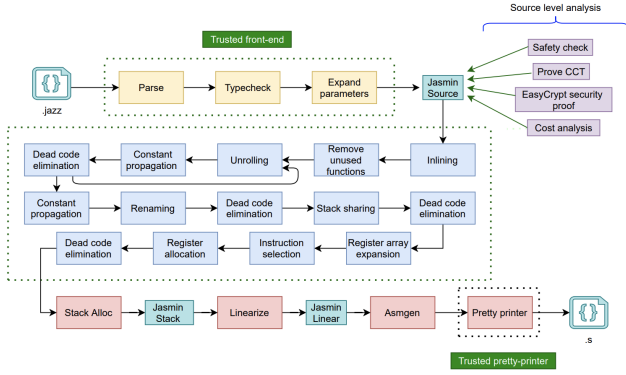 Source level analysis
Trusted front-end
Safety check
Parse
Typecheck
Expand
parameters
Jasmin
Source
Prove CCT
EasyCrypt security
proof
Cost analysis
.jazz
Dead code
elimination
Constant
propagation
Unrolling
Remove
unused
functions
Inlining
Constant
propagation
Renaming
Dead code
elimination
Stack sharing
Dead code
elimination
Dead code
elimination
Register
allocation
Instruction
selection
Register array
expansion
Stack Alloc
Jasmin
Stack
Linearize
Jasmin
Linear
Asmgen
Pretty printer
.s
Trusted pretty-printer